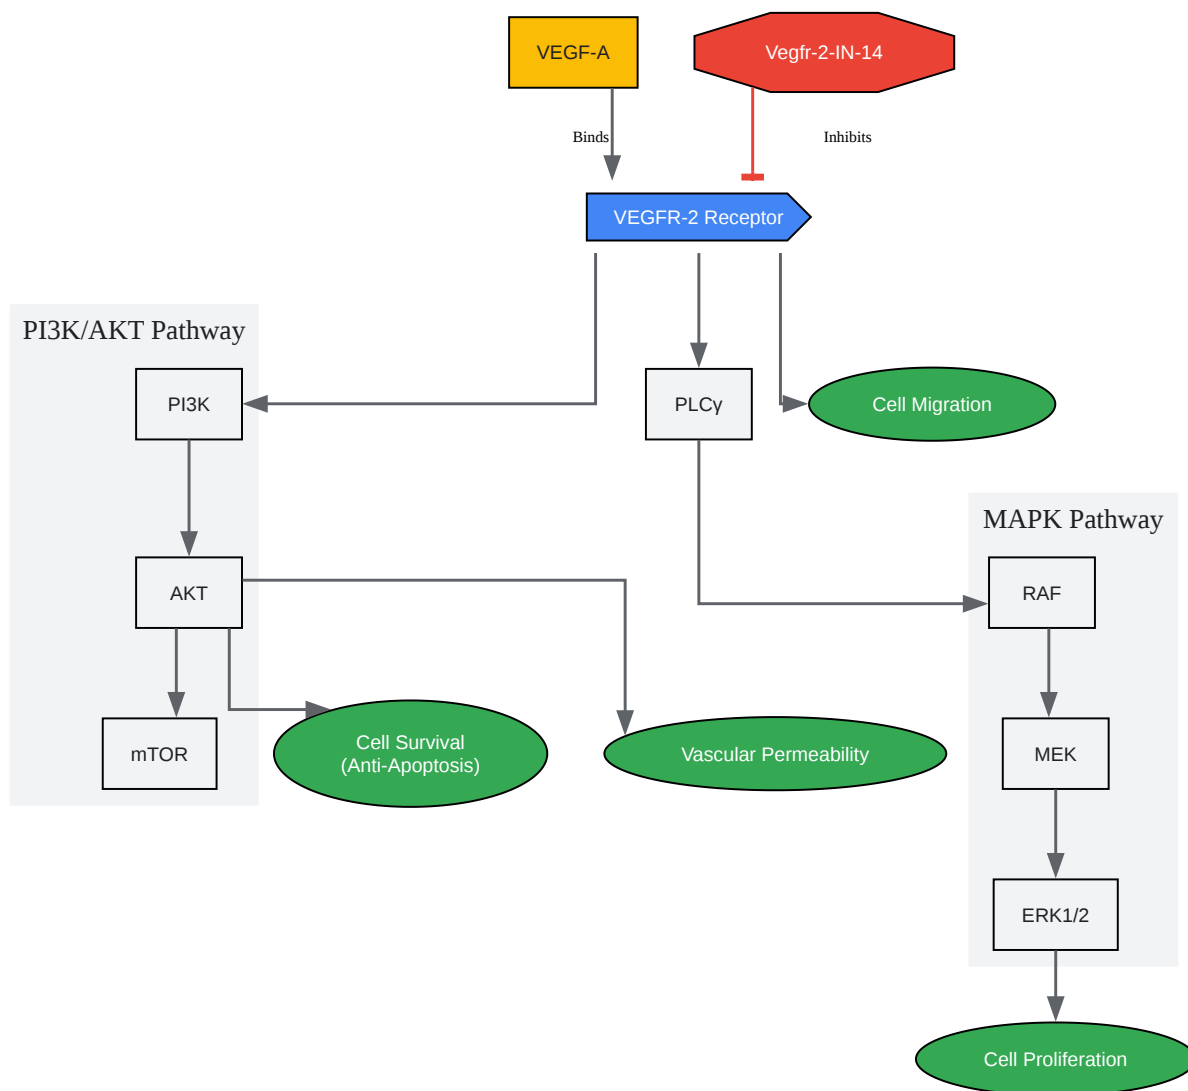 VEGF-A
Vegfr-2-IN-14
Binds
Inhibits
VEGFR-2 Receptor
PI3K/AKT Pathway
PI3K
PLCγ
Cell Migration
MAPK Pathway
AKT
RAF
mTOR
Cell Survival
(Anti-Apoptosis)
Vascular Permeability
MEK
ERK1/2
Cell Proliferation